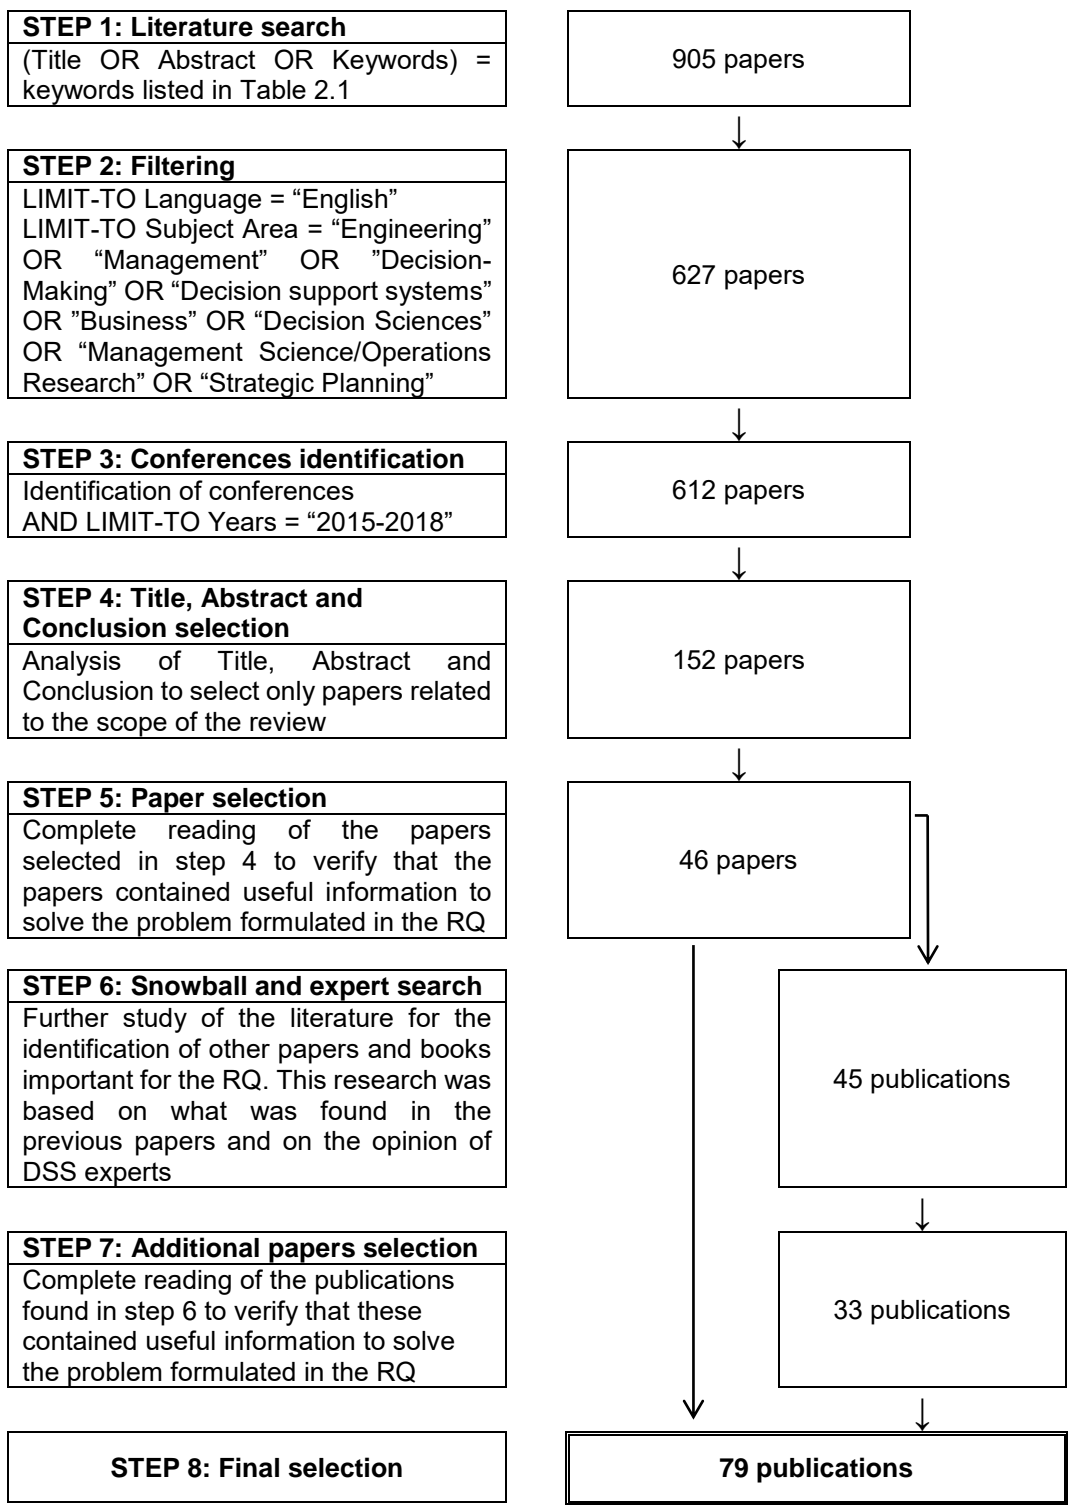 STEP 1: Literature search
(Title OR Abstract OR Keywords) =
keywords listed in Table 2.1
905 papers
↓
STEP 2: Filtering
LIMIT-TO Language = “English”
LIMIT-TO Subject Area = “Engineering”
OR “Management” OR ”Decision-
Making” OR “Decision support systems”
OR ”Business” OR “Decision Sciences”
OR “Management Science/Operations
Research” OR “Strategic Planning”
627 papers
↓
STEP 3: Conferences identification
Identification of conferences
AND LIMIT-TO Years = “2015-2018”
612 papers
↓
STEP 4: Title, Abstract and
Conclusion selection
Analysis of Title, Abstract and
Conclusion to select only papers related
to the scope of the review
152 papers
↓
STEP 5: Paper selection
Complete reading of the papers
selected in step 4 to verify that the
papers contained useful information to
solve the problem formulated in the RQ
46 papers
STEP 6: Snowball and expert search
Further study of the literature for the
identification of other papers and books
important for the RQ. This research was
based on what was found in the
previous papers and on the opinion of
DSS experts
45 publications
↓
STEP 7: Additional papers selection
Complete reading of the publications
found in step 6 to verify that these
contained useful information to solve
the problem formulated in the RQ
33 publications
↓
STEP 8: Final selection
79 publications